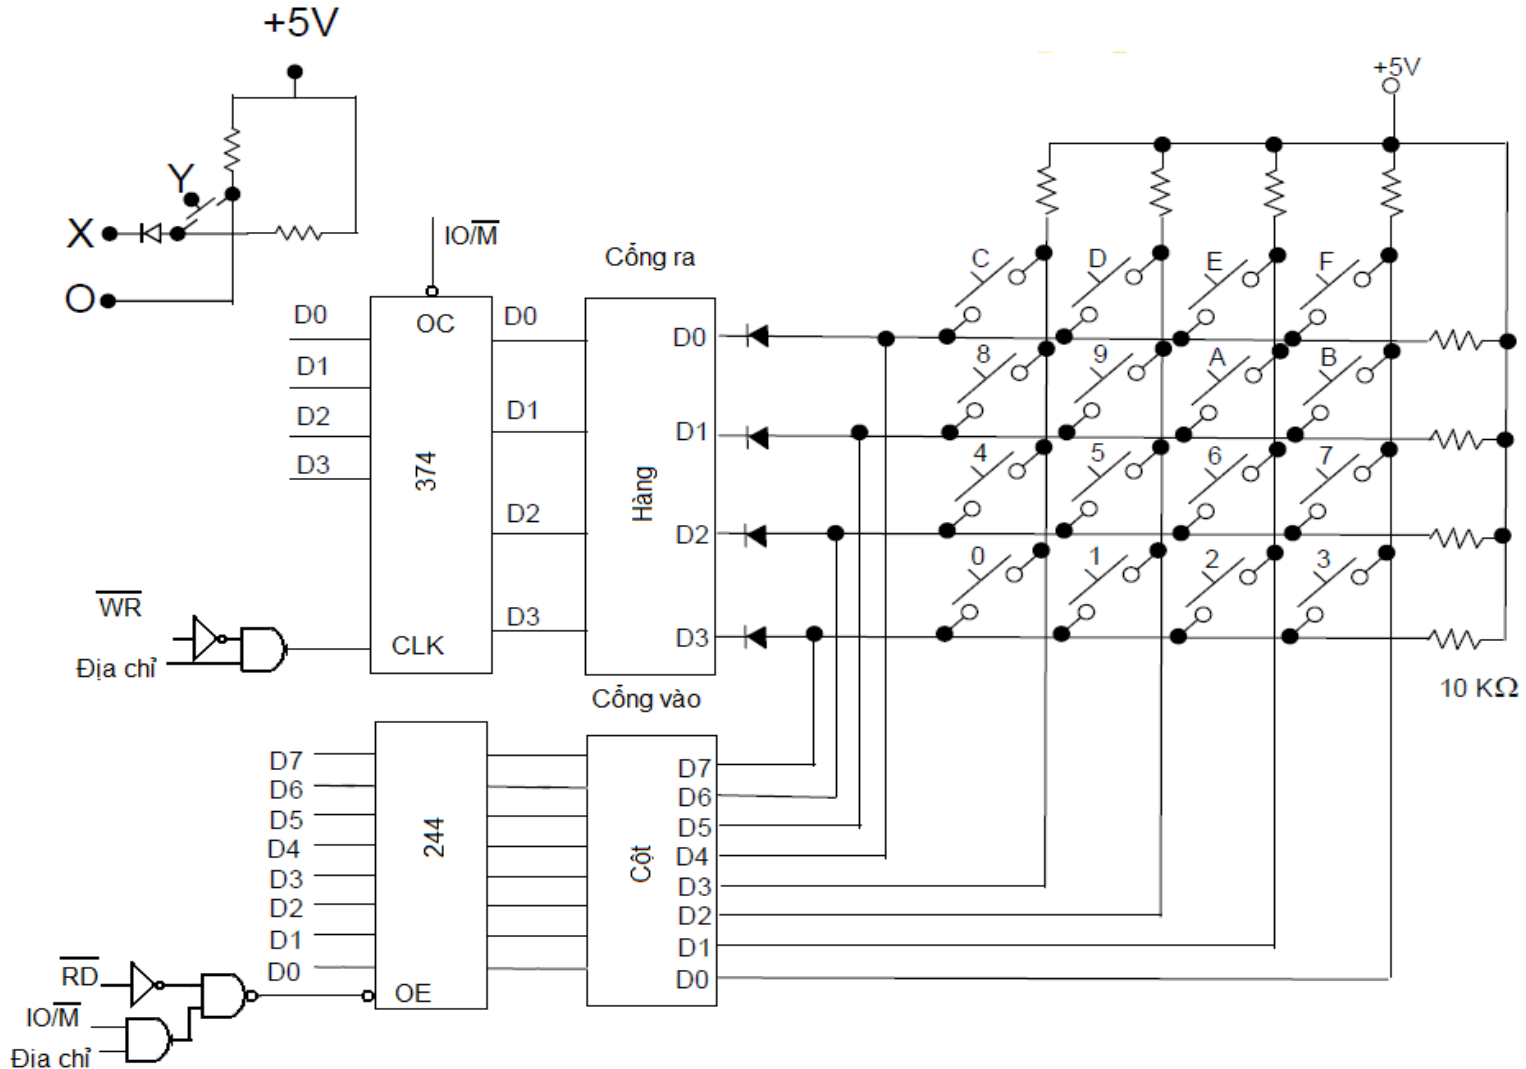 +5V
Y
X
O
IO/M̅
Cổng ra
D0
D1
D2
D3
OC
374
CLK
D0
D1
D2
D3
Hàng
D0
D1
D2
D3
W̅R̅
Địa chỉ
+5V
C D E F
8 9 A B
4 5 6 7
0 1 2 3
10 KΩ
Cổng vào
D7
D6
D5
D4
D3
D2
D1
D0
244
OE
Cột
D7
D6
D5
D4
D3
D2
D1
D0
R̅D̅
IO/M̅
Địa chỉ